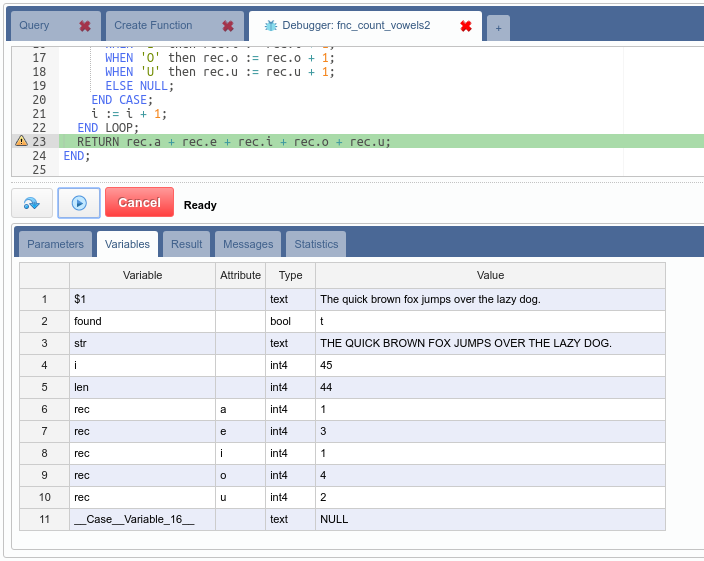 Query
Create Function
Debugger: fnc_count_vowels2
+
17 WHEN 'O' then rec.o := rec.o + 1;
18 WHEN 'U' then rec.u := rec.u + 1;
19 ELSE NULL;
20 END CASE;
21 i := i + 1;
22 END LOOP;
23 RETURN rec.a + rec.e + rec.i + rec.o + rec.u;
24 END;
25
Cancel Ready
Parameters Variables Result Messages Statistics
Variable Attribute Type Value
1 $1 text The quick brown fox jumps over the lazy dog.
2 found bool t
3 str text THE QUICK BROWN FOX JUMPS OVER THE LAZY DOG.
4 i int4 45
5 len int4 44
6 rec a int4 1
7 rec e int4 3
8 rec i int4 1
9 rec o int4 4
10 rec u int4 2
11 __Case__Variable_16__ text NULL